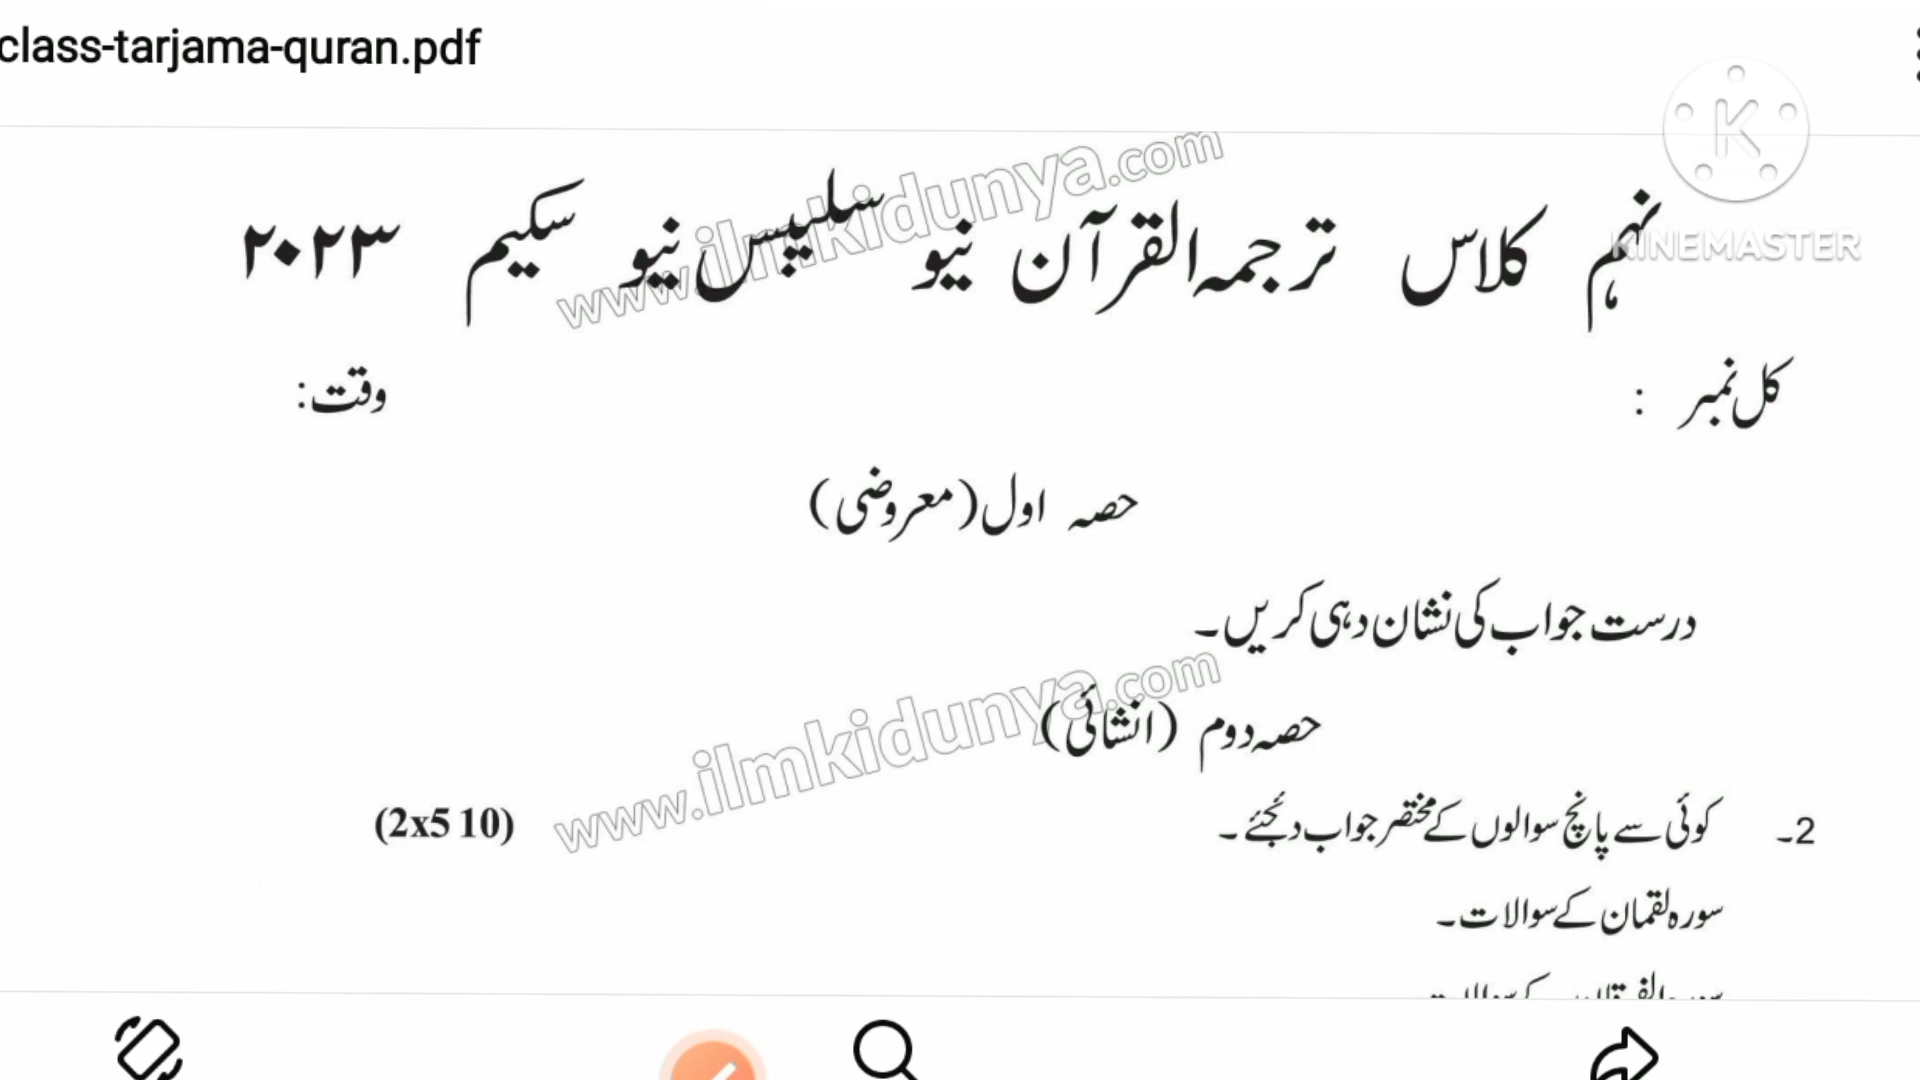 class-tarjama-quran.pdf
KINEMASTER
www.ilmkidunya.com
نہم کلاس ترجمہ القرآن نیو سلیپس نیو سکیم ۲۰۲۳
کل نمبر : وقت:
حصہ اول (معروضی)
درست جواب کی نشان دہی کریں۔
www.ilmkidunya.com
حصہ دوم (انشائی)
2۔ کوئی سے پانچ سوالوں کے مختصر جواب دیجئے ۔ (2x5 10)
سورہ لقمان کے سوالات ۔